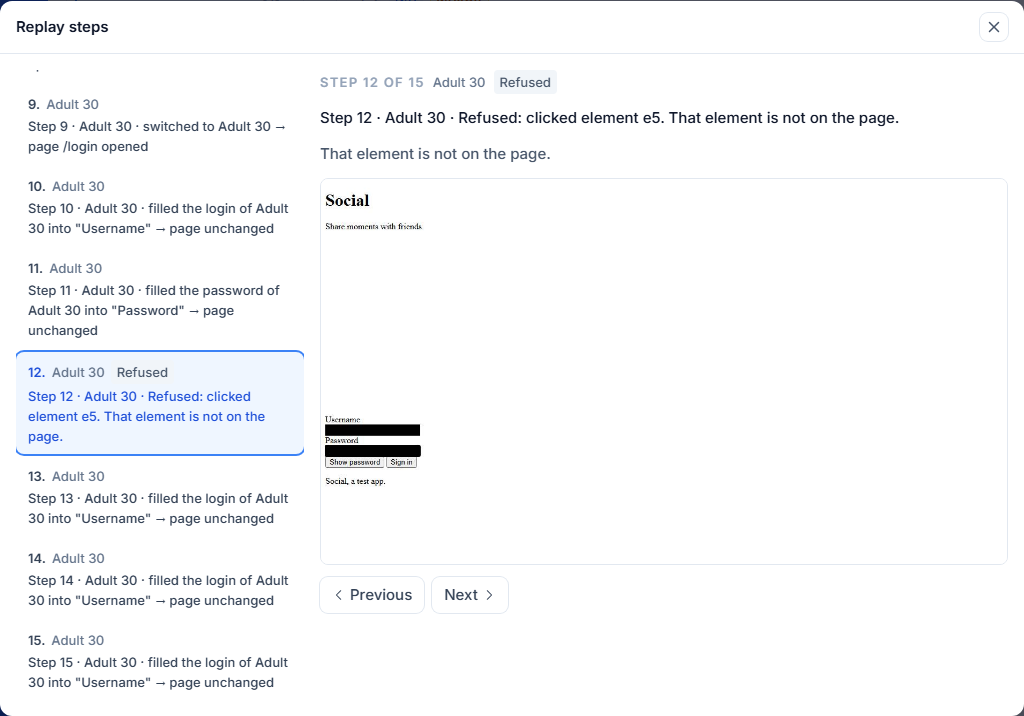 Replay steps
9. Adult 30
Step 9 · Adult 30 · switched to Adult 30 →
page /login opened
10. Adult 30
Step 10 · Adult 30 · filled the login of Adult
30 into "Username" → page unchanged
11. Adult 30
Step 11 · Adult 30 · filled the password of
Adult 30 into "Password" → page
unchanged
12. Adult 30 Refused
Step 12 · Adult 30 · Refused: clicked
element e5. That element is not on the
page.
13. Adult 30
Step 13 · Adult 30 · filled the login of Adult
30 into "Username" → page unchanged
14. Adult 30
Step 14 · Adult 30 · filled the login of Adult
30 into "Username" → page unchanged
15. Adult 30
Step 15 · Adult 30 · filled the login of Adult
30 into "Username" → page unchanged
STEP 12 OF 15 Adult 30 Refused
Step 12 · Adult 30 · Refused: clicked element e5. That element is not on the page.
That element is not on the page.
Social
Share moments with friends
Username
Password
Show password Sign in
Social, a test app.
Previous Next